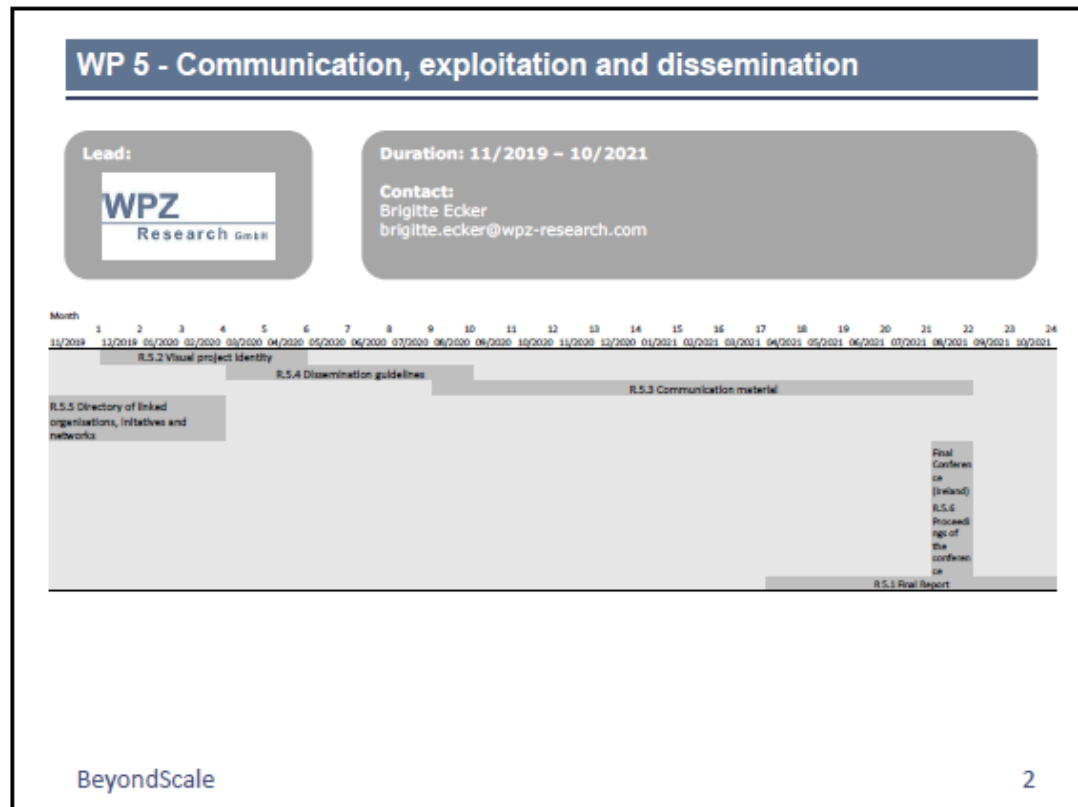 WP 5 - Communication, exploitation and dissemination
Lead:
WPZ
Research GmbH
Duration: 11/2019 – 10/2021
Contact:
Brigitte Ecker
brigitte.ecker@wpz-research.com
Month
1 2 3 4 5 6 7 8 9 10 11 12 13 14 15 16 17 18 19 20 21 22 23 24
11/2019 12/2019 01/2020 02/2020 03/2020 04/2020 05/2020 06/2020 07/2020 08/2020 09/2020 10/2020 11/2020 12/2020 01/2021 02/2021 03/2021 04/2021 05/2021 06/2021 07/2021 08/2021 09/2021 10/2021
R.5.2 Visual project identity
R.5.4 Dissemination guidelines
R.5.3 Communication material
R.5.5 Directory of linked
organisations, initatives and
networks
Final
Conferen
ce
(Ireland)
R.5.6
Proceedi
ngs of
the
conferen
ce
R5.1 Final Report
BeyondScale
2